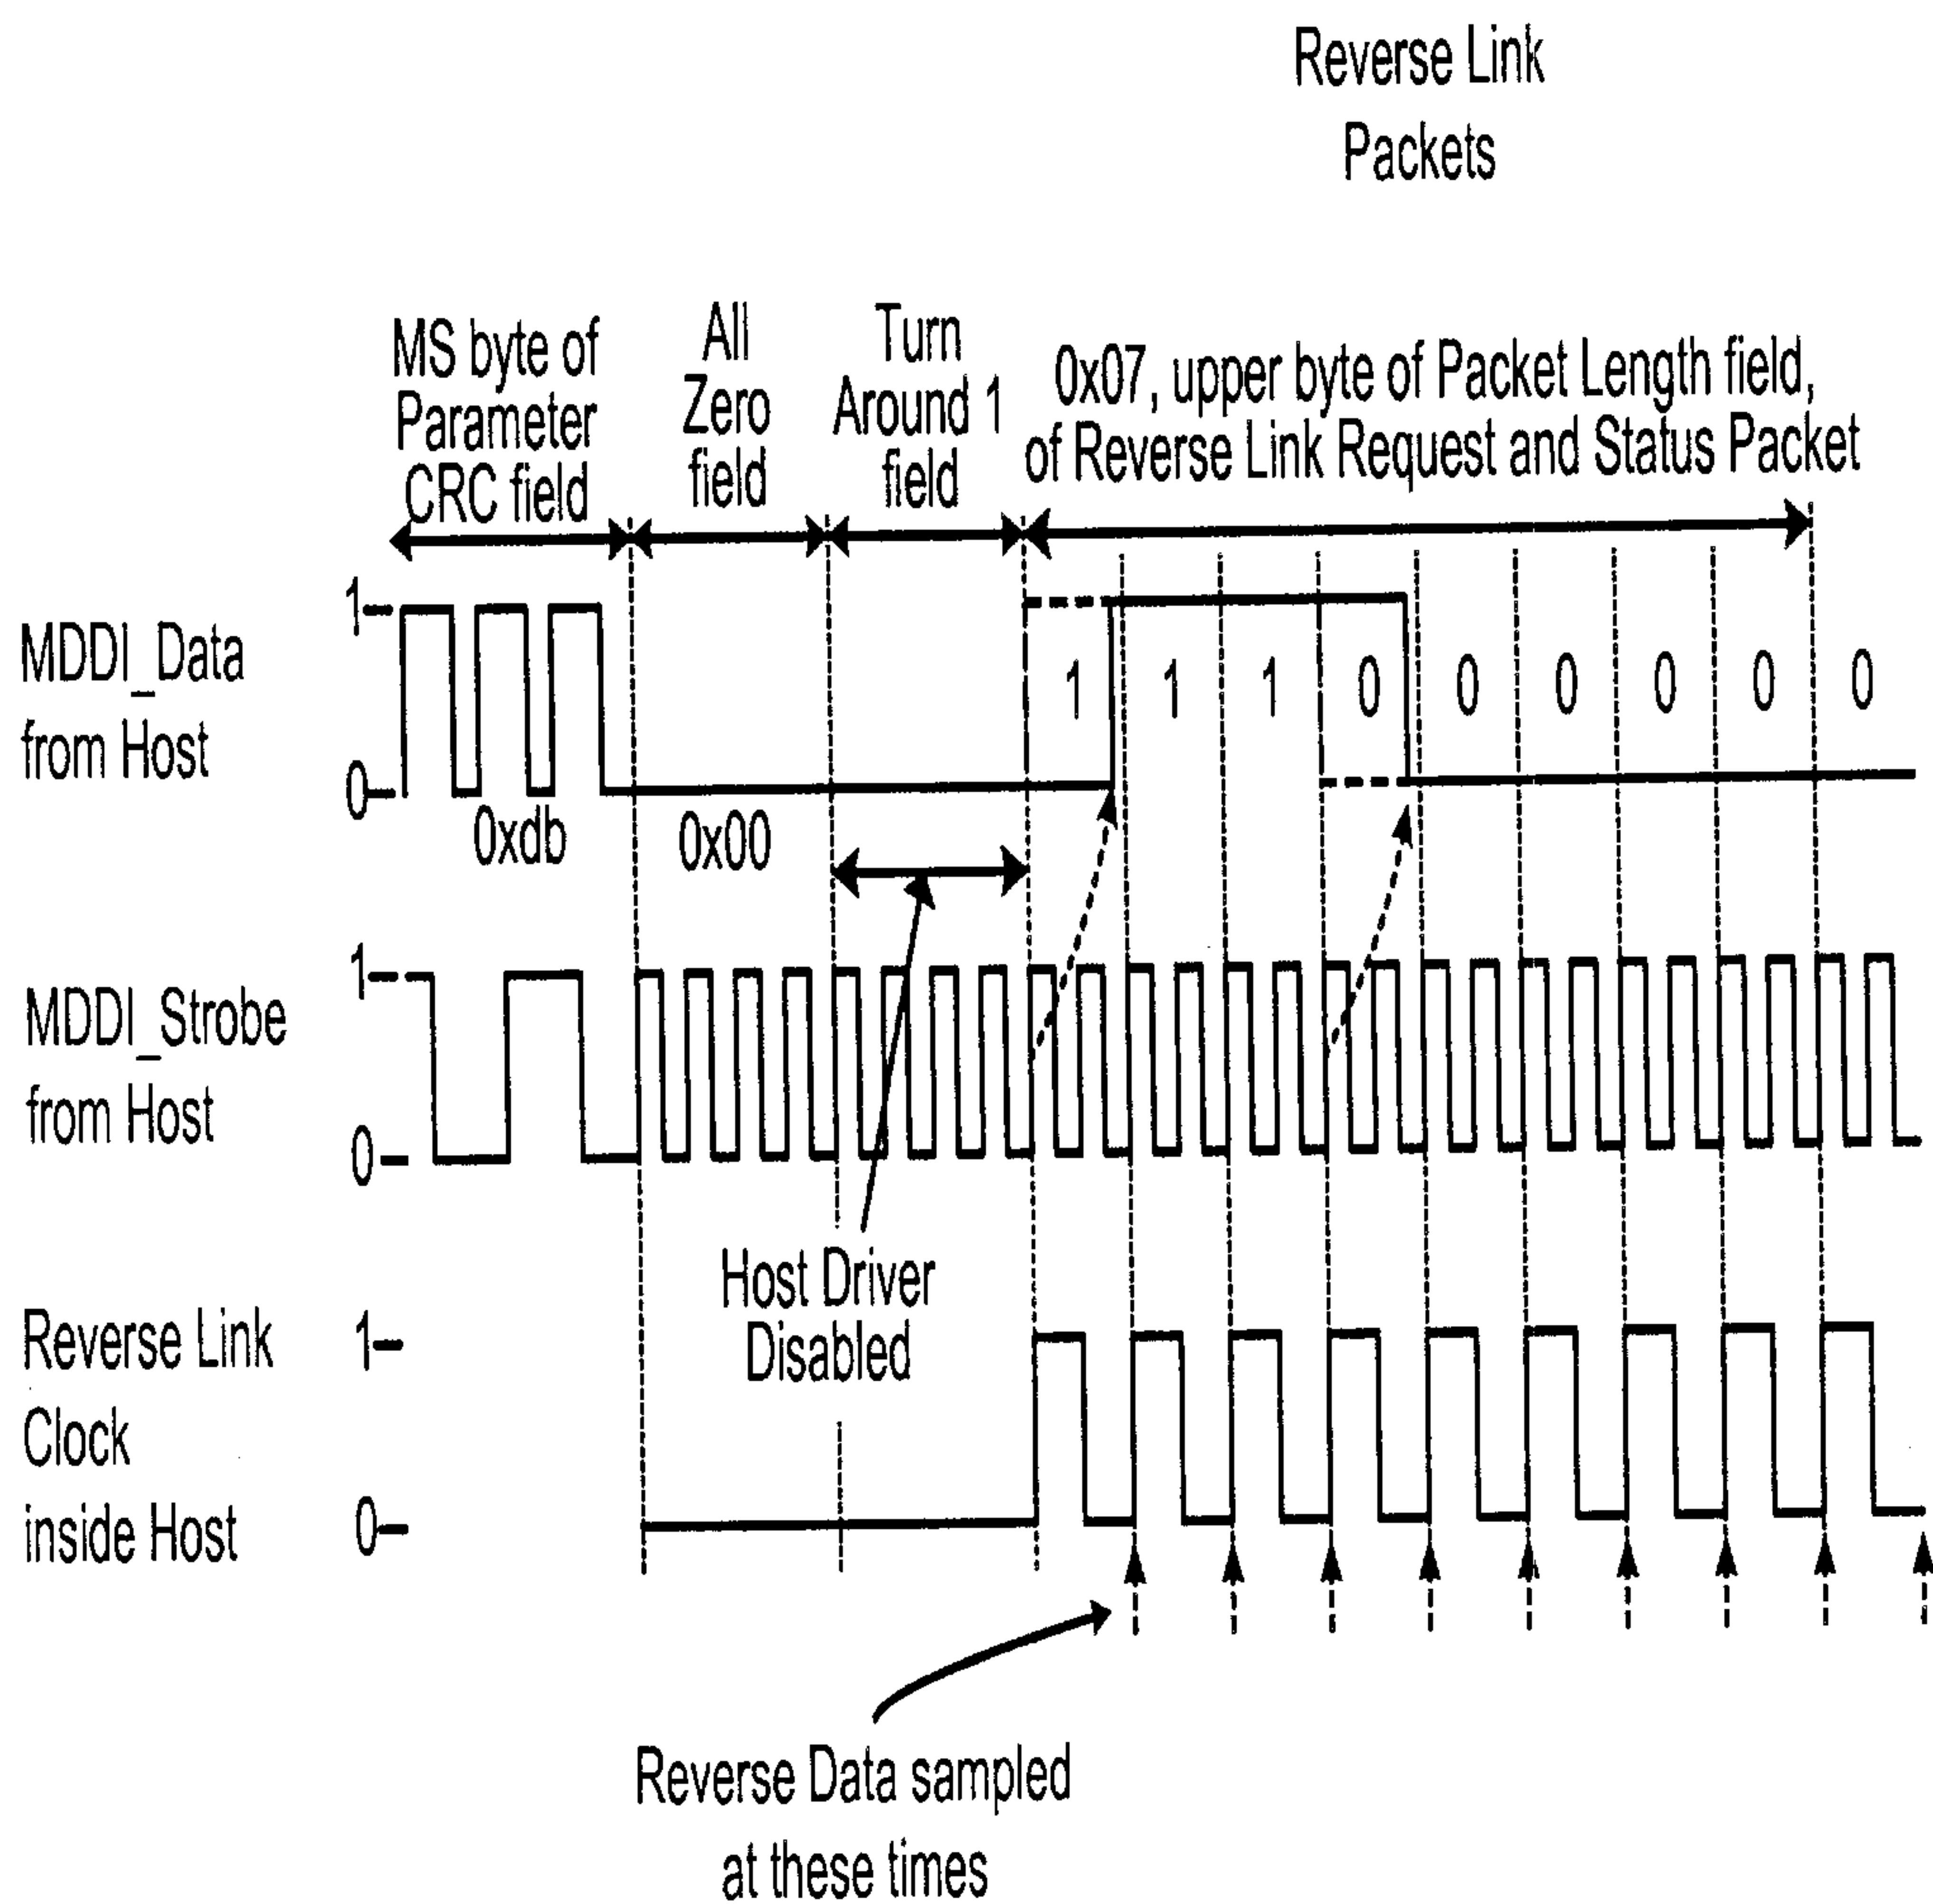 Reverse Link
Packets
MS byte of
Parameter
CRC field
All
Zero
field
Turn
Around 1
field
0x07, upper byte of Packet Length field,
of Reverse Link Request and Status Packet
MDDI_Data
from Host
1
0
0xdb
0x00
1 1 1 0 0 0 0 0 0
MDDI_Strobe
from Host
1
0
Host Driver
Disabled
Reverse Link
Clock
inside Host
1
0
Reverse Data sampled
at these times